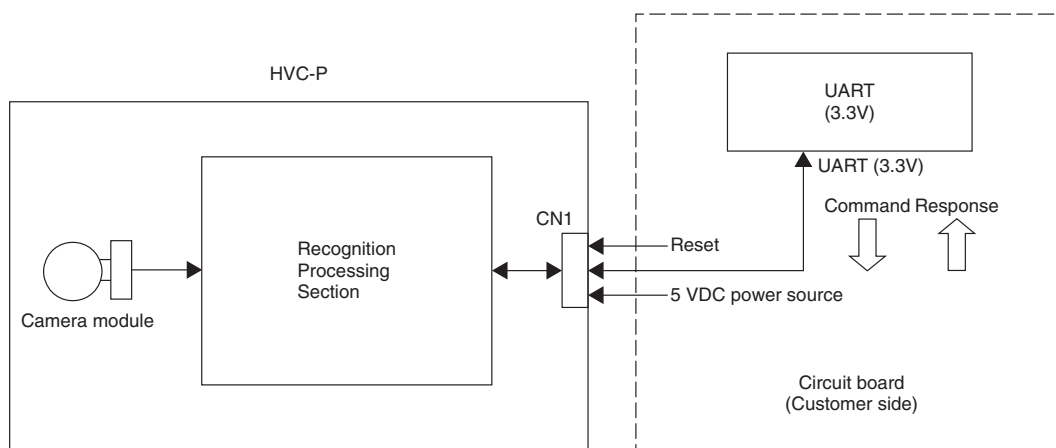 HVC-P
UART
(3.3V)
UART (3.3V)
Command Response
CN1
Reset
Recognition
Processing
Section
5 VDC power source
Camera module
Circuit board
(Customer side)